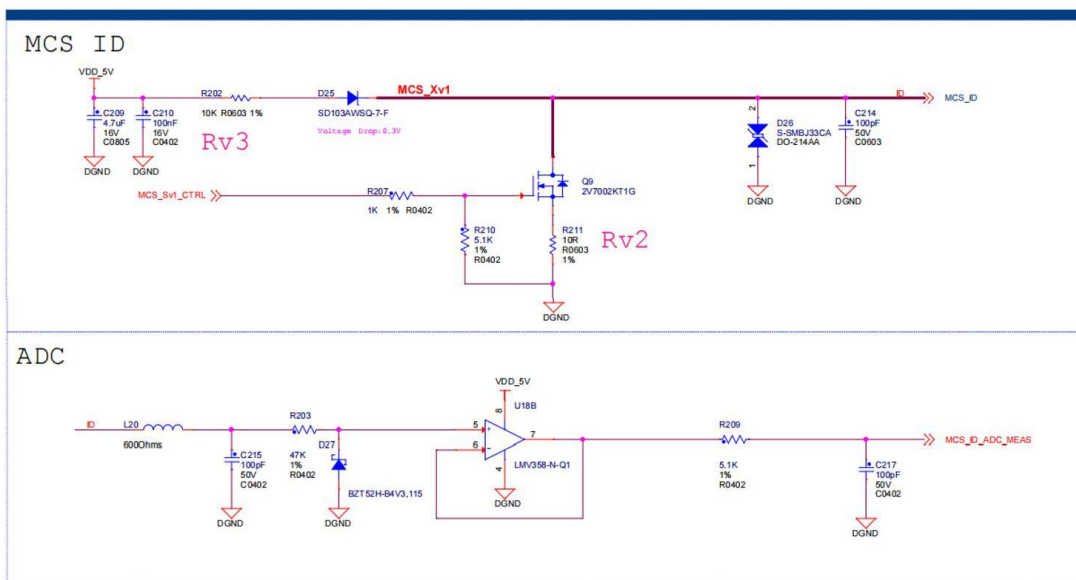 MCS ID
VDD_5V
R202
10K R0603 1%
D25
SD103AWSQ-7-F
Voltage Drop:0.3V
MCS_Xv1
ID
MCS_ID
C209
4.7uF
16V
C0805
C210
100nF
16V
C0402
Rv3
DGND
DGND
2
D26
S-SMBJ33CA
DO-214AA
1
DGND
C214
100pF
50V
C0603
DGND
Q9
2V7002KT1G
MCS_Sv1_CTRL
R207
1K 1% R0402
R210
5.1K
1%
R0402
R211
10R
R0603
1%
Rv2
DGND
ADC
ID
L20
600Ohms
C215
100pF
50V
C0402
DGND
R203
47K
1%
R0402
D27
BZT52H-B4V3,115
DGND
VDD_5V
U18B
8
5
+
6
-
7
4
LMV358-N-Q1
DGND
R209
5.1K
1%
R0402
MCS_ID_ADC_MEAS
C217
100pF
50V
C0402
DGND